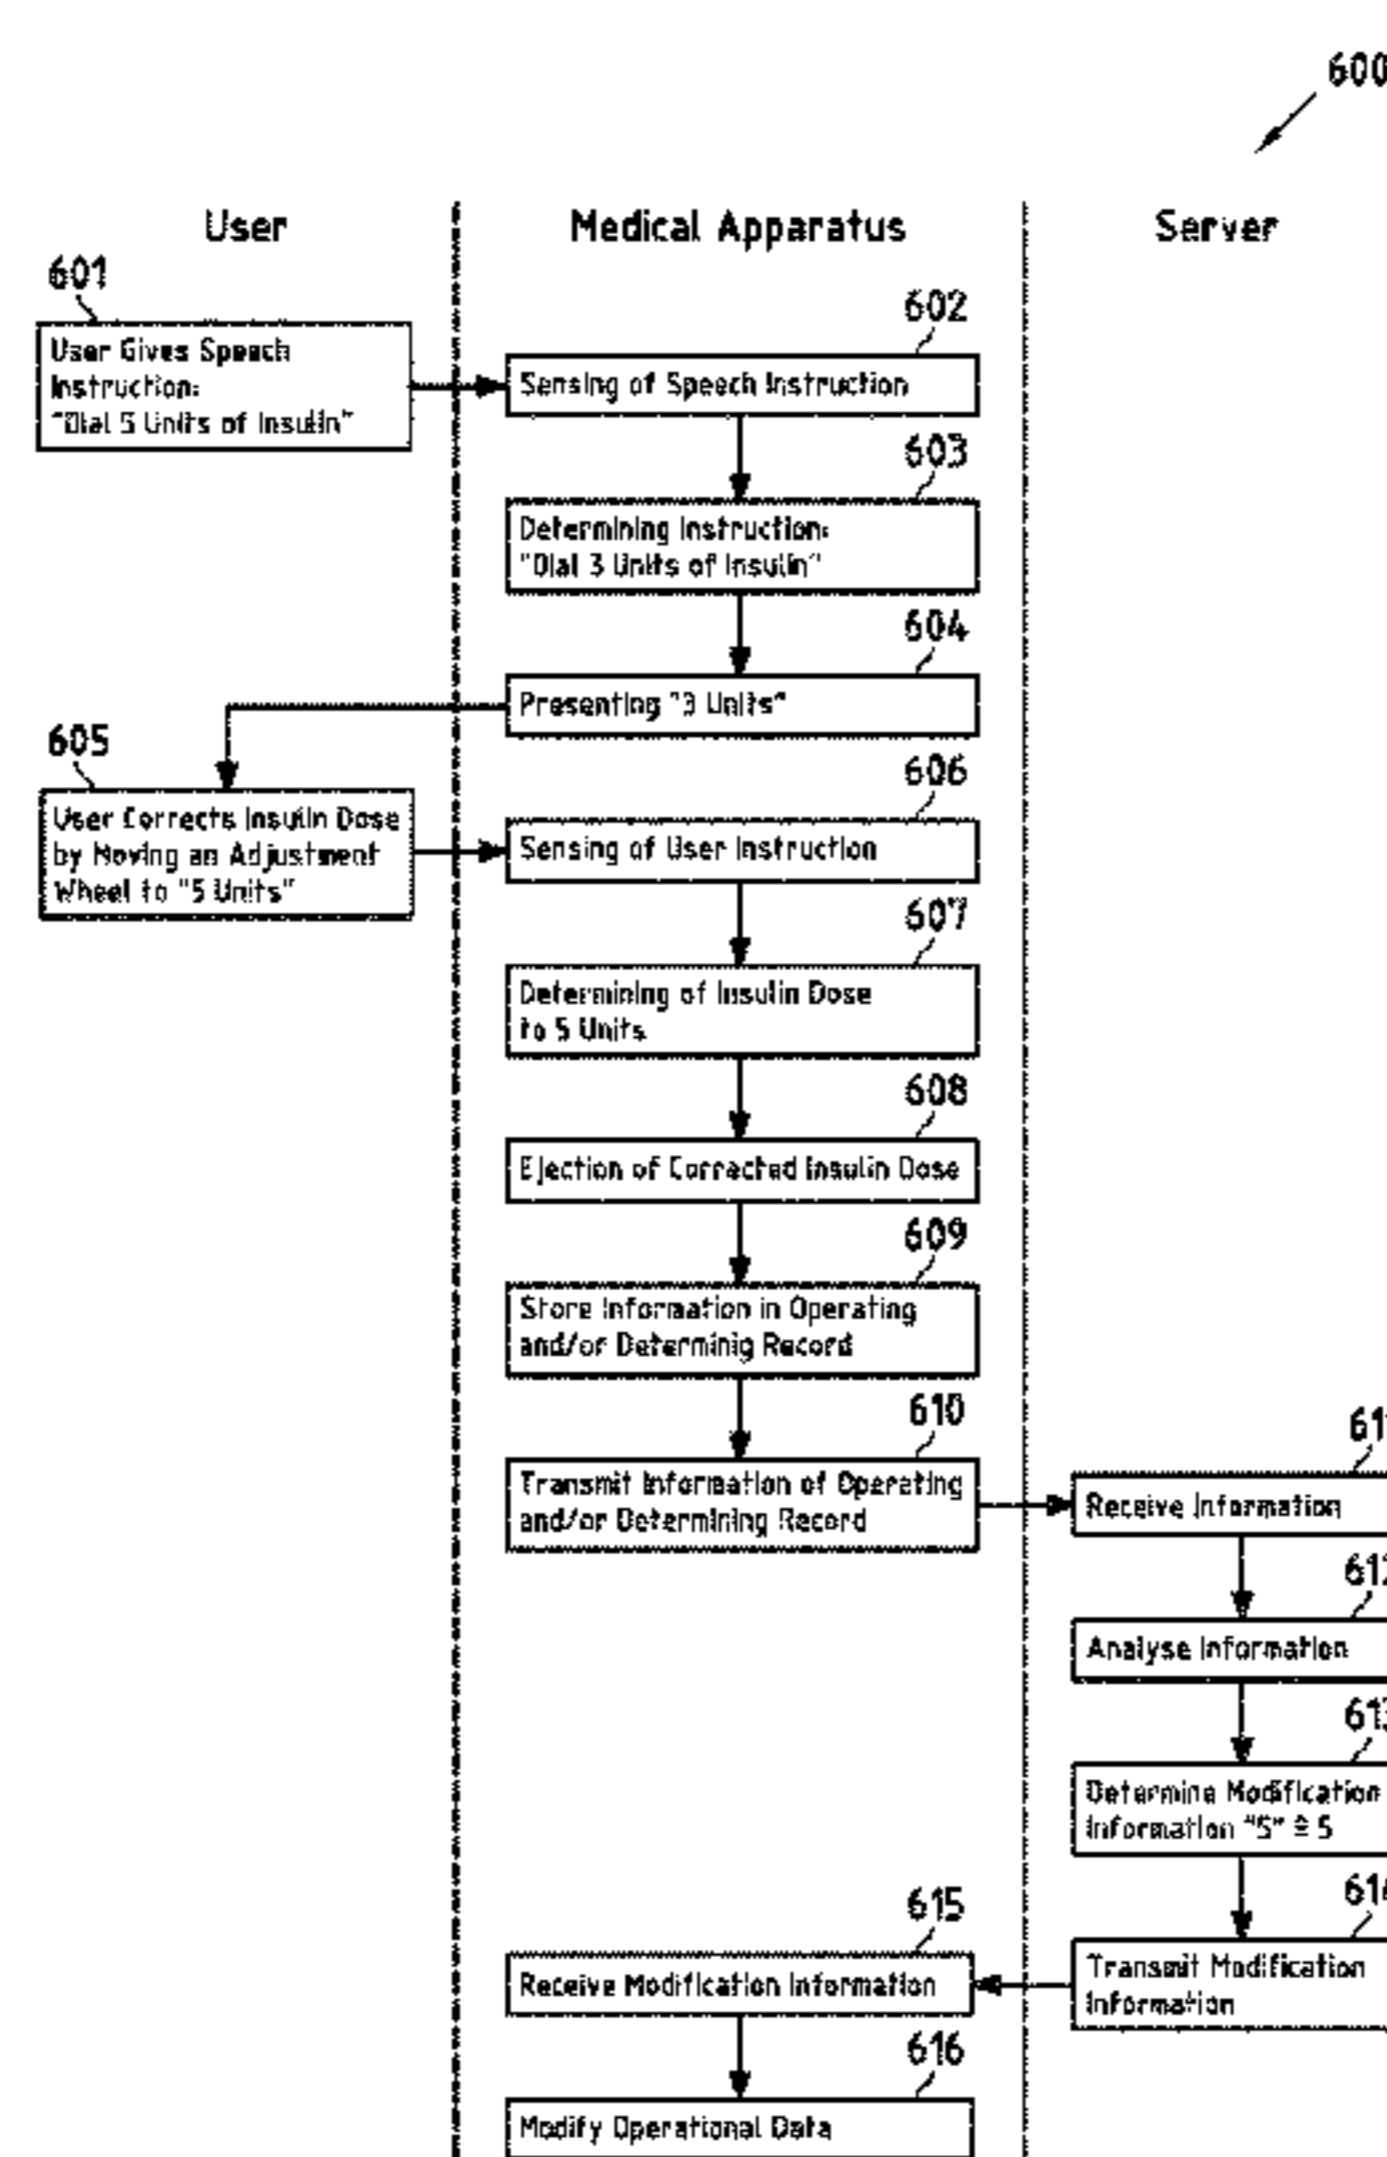 600
User
Medical Apparatus
Server
601
User Gives Speech
Instruction:
"Dial 5 Units of Insulin"
602
Sensing of Speech Instruction
603
Determining Instruction:
"Dial 3 Units of Insulin"
604
Presenting "3 Units"
605
User Corrects Insulin Dose
by Moving an Adjustment
Wheel to "5 Units"
606
Sensing of User Instruction
607
Determining of Insulin Dose
to 5 Units
608
Ejection of Corrected Insulin Dose
609
Store Information in Operating
and/or Determinig Record
610
Transmit Information of Operating
and/or Determining Record
Receive Information
Analyse Information
Determine Modification
Information "5" ≙ 5
Transmit Modification
Information
615
Receive Modification Information
616
Modify Operational Data